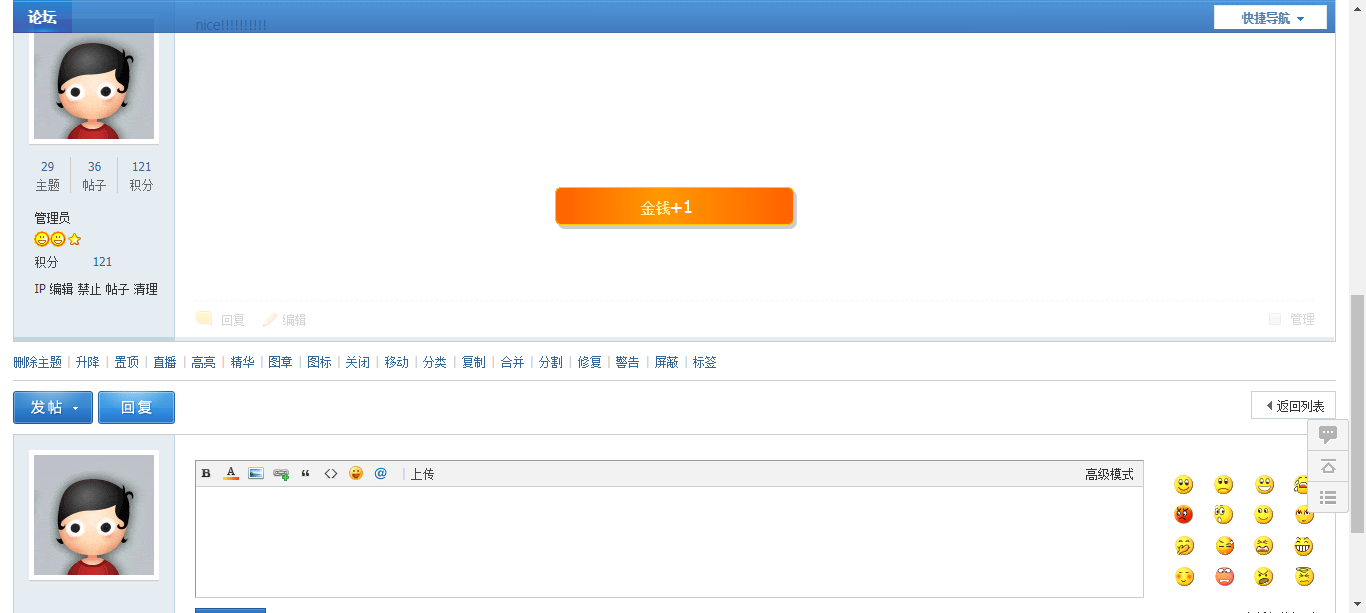 论坛
快捷导航
nice!!!!!!!!!!
29 36 121
主题 帖子 积分
金钱+1
管理员
积分 121
IP 编辑 禁止 帖子 清理
回复 编辑 管理
删除主题 | 升降 | 置顶 | 直播 | 高亮 | 精华 | 图章 | 图标 | 关闭 | 移动 | 分类 | 复制 | 合并 | 分割 | 修复 | 警告 | 屏蔽 | 标签
发帖 回复 返回列表
B A “ <> @ | 上传 高级模式